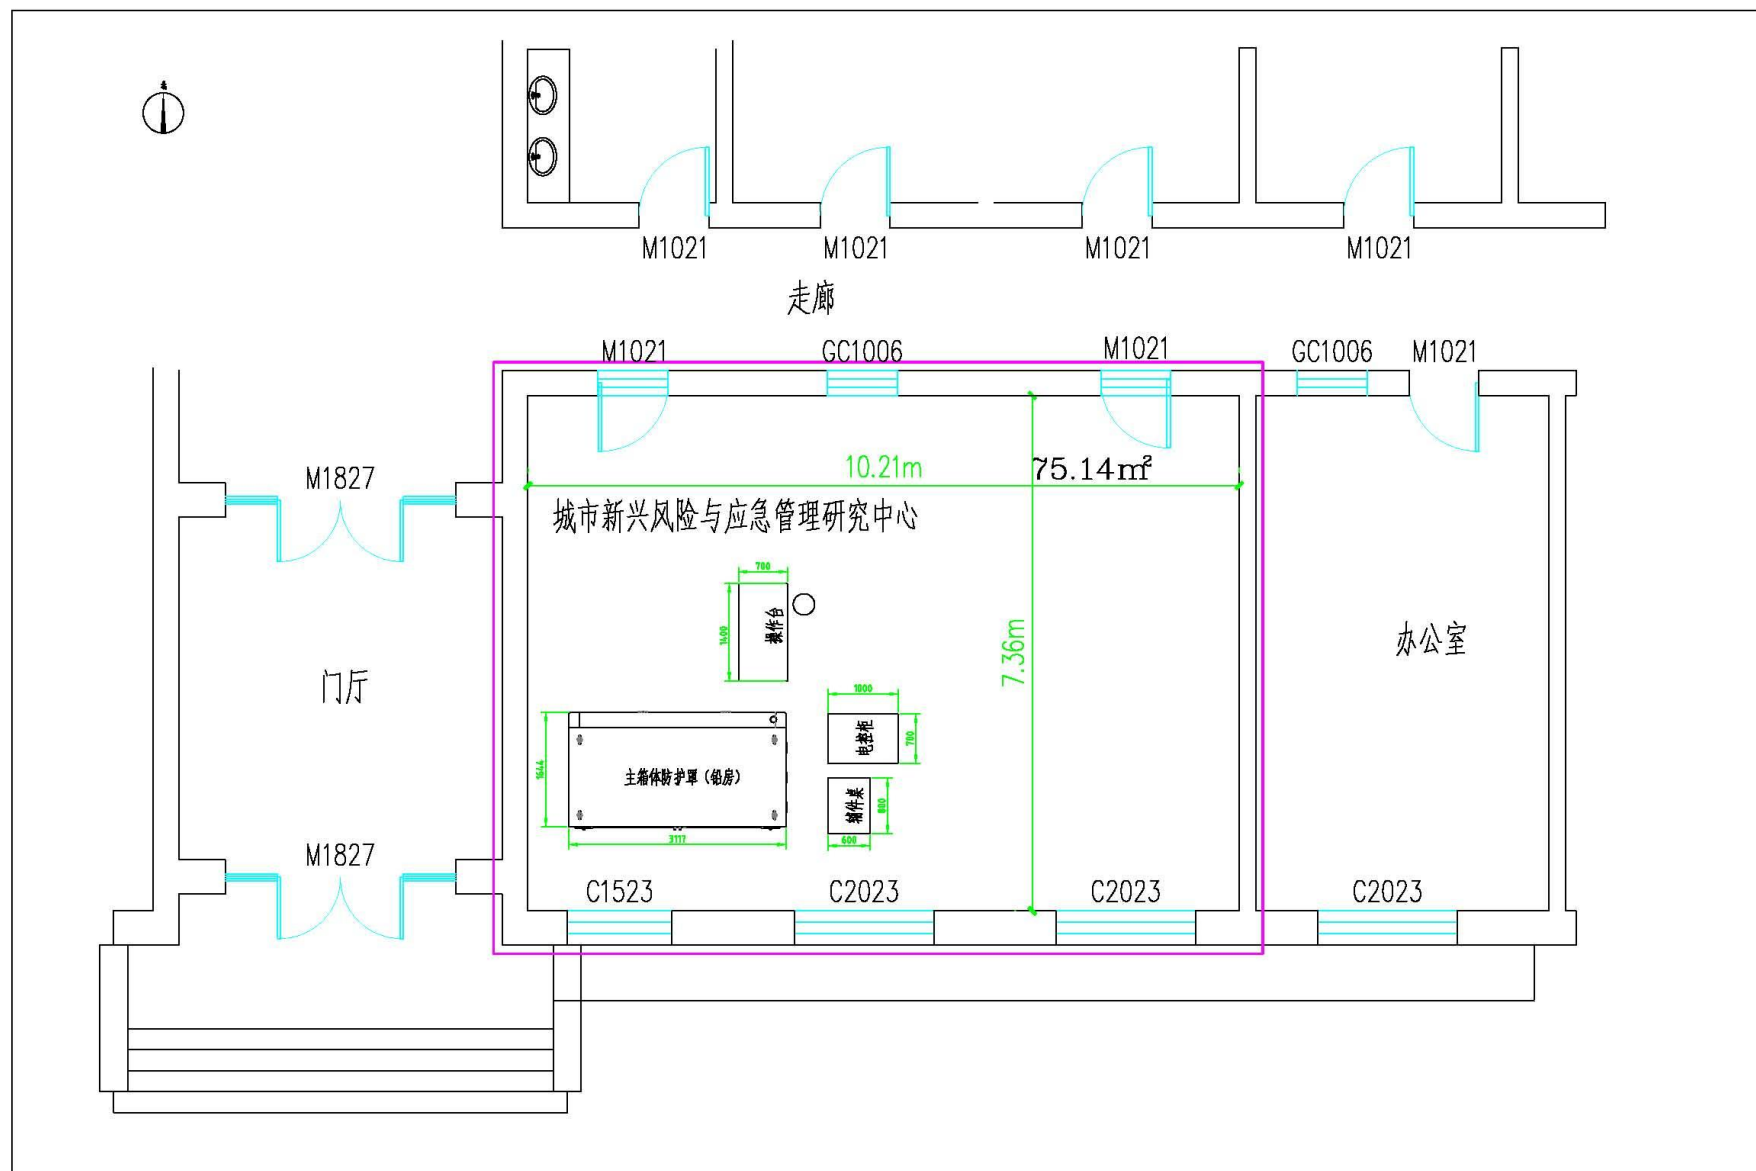 北
M1021
M1021
M1021
M1021
走廊
M1021
GC1006
M1021
GC1006
M1021
10.21m
75.14m²
M1827
城市新兴风险与应急管理研究中心
700
1400
操作台
7.36m
办公室
门厅
1000
电控柜
700
1644
主箱体防护罩（铅房）
辅件桌
800
3117
600
M1827
C1523
C2023
C2023
C2023